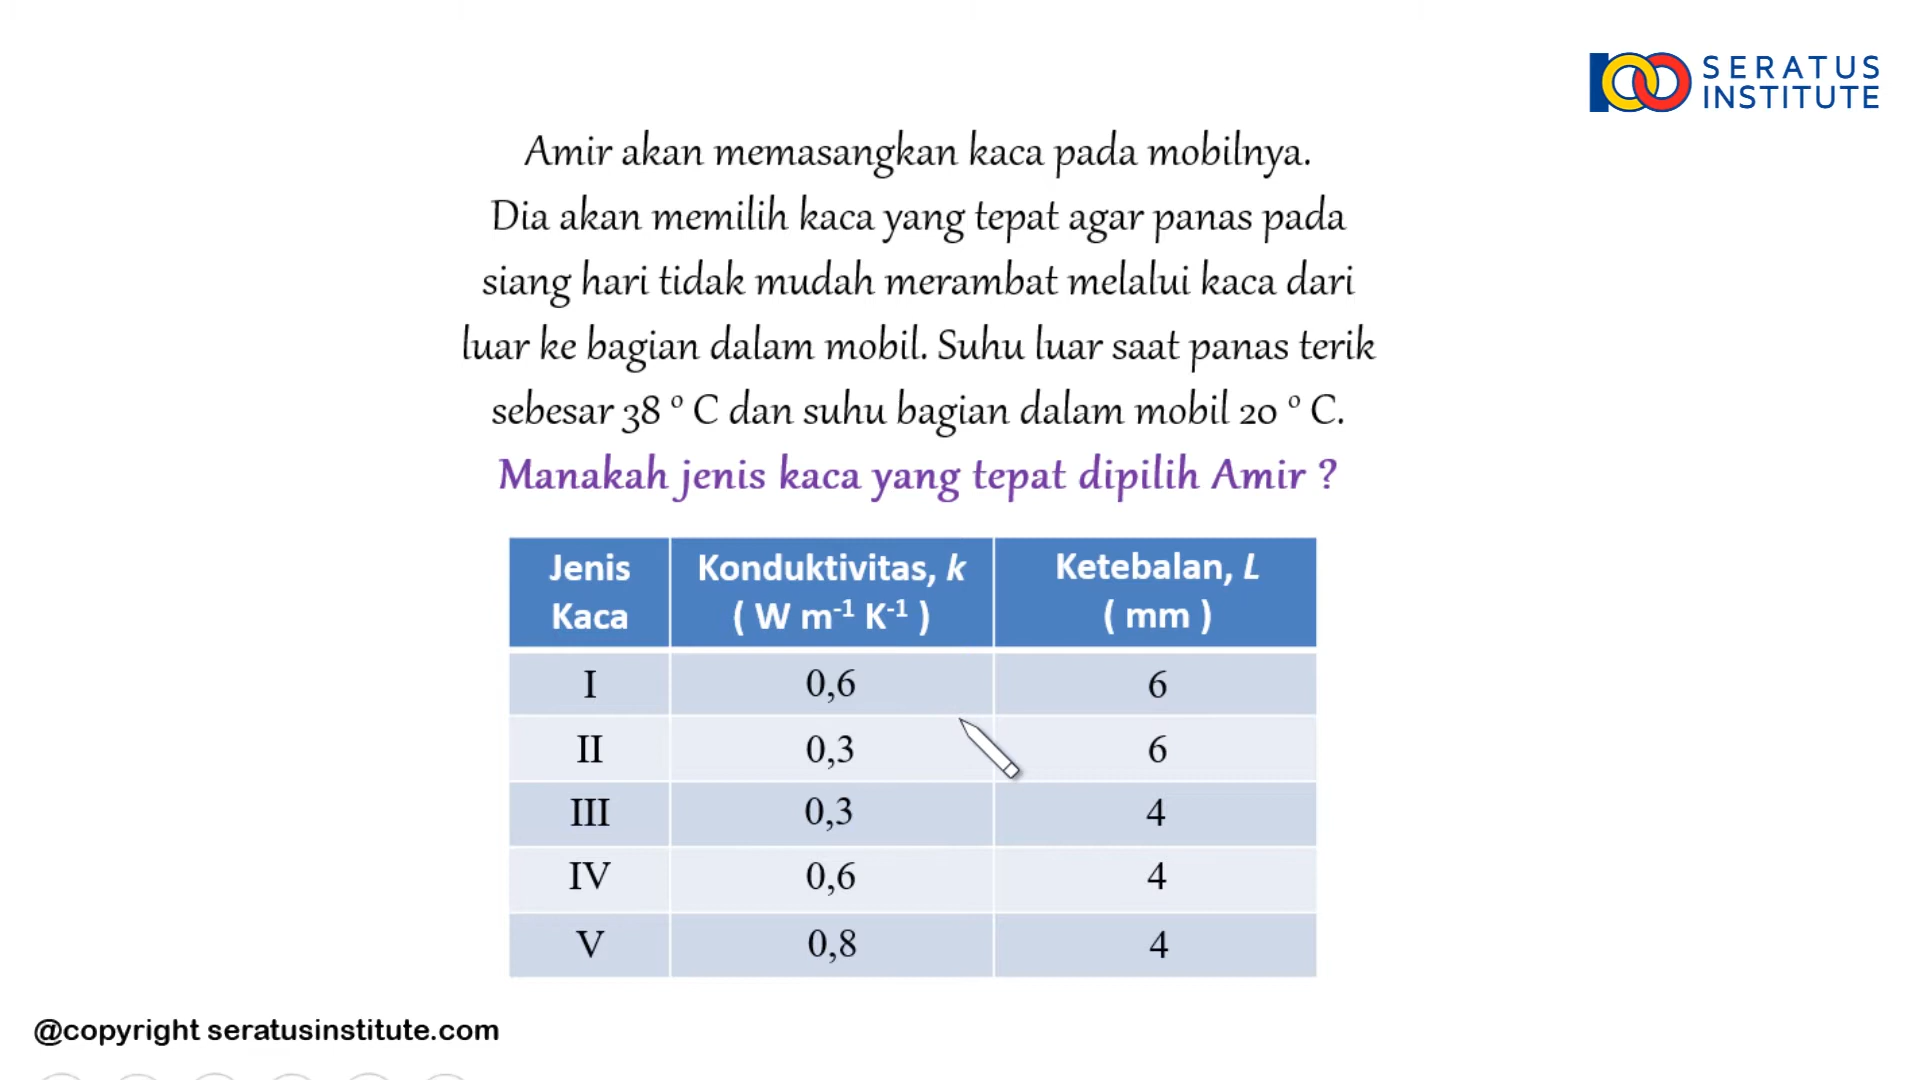 SERATUS
INSTITUTE
Amir akan memasangkan kaca pada mobilnya.
Dia akan memilih kaca yang tepat agar panas pada
siang hari tidak mudah merambat melalui kaca dari
luar ke bagian dalam mobil. Suhu luar saat panas terik
sebesar 38 ° C dan suhu bagian dalam mobil 20 ° C.
Manakah jenis kaca yang tepat dipilih Amir ?
Jenis Kaca | Konduktivitas, k ( W m⁻¹ K⁻¹ ) | Ketebalan, L ( mm )
I | 0,6 | 6
II | 0,3 | 6
III | 0,3 | 4
IV | 0,6 | 4
V | 0,8 | 4
@copyright seratusinstitute.com